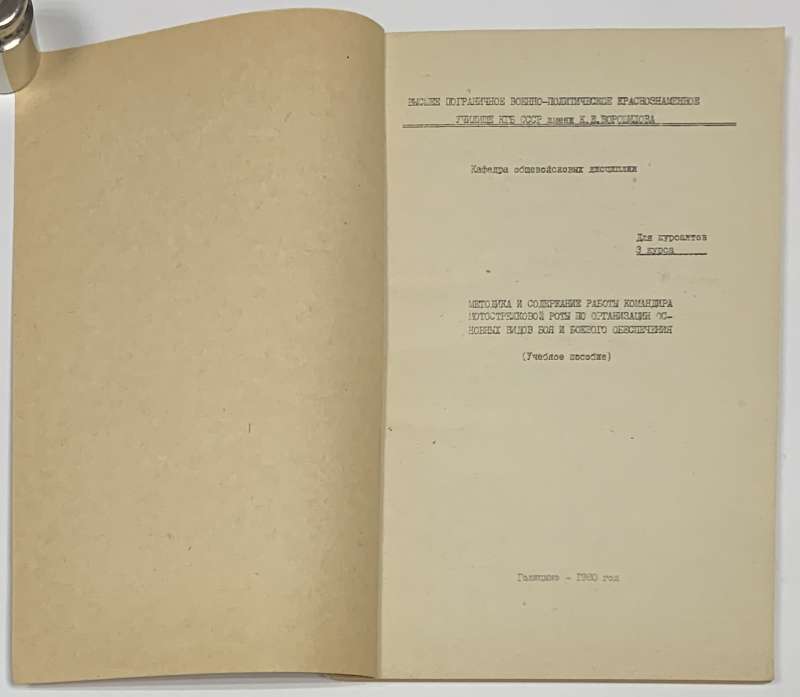 ВЫСШЕЕ ПОГРАНИЧНОЕ ВОЕННО-ПОЛИТИЧЕСКОЕ КРАСНОЗНАМЕННОЕ
УЧИЛИЩЕ КГБ СССР имени К.Е.ВОРОШИЛОВА
Кафедра общевойсковых дисциплин
Для курсантов
3 курса
МЕТОДИКА И СОДЕРЖАНИЕ РАБОТЫ КОМАНДИРА
МОТОСТРЕЛКОВОЙ РОТЫ ПО ОРГАНИЗАЦИИ ОС-
НОВНЫХ ВИДОВ БОЯ И БОЕВОГО ОБЕСПЕЧЕНИЯ
(Учебное пособие)
Голицыно - 1980 год